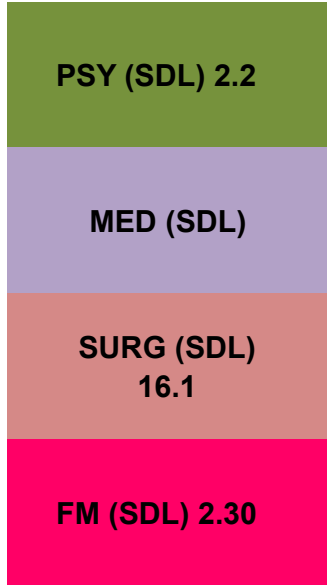 PSY (SDL) 2.2
MED (SDL)
SURG (SDL)
16.1
FM (SDL) 2.30